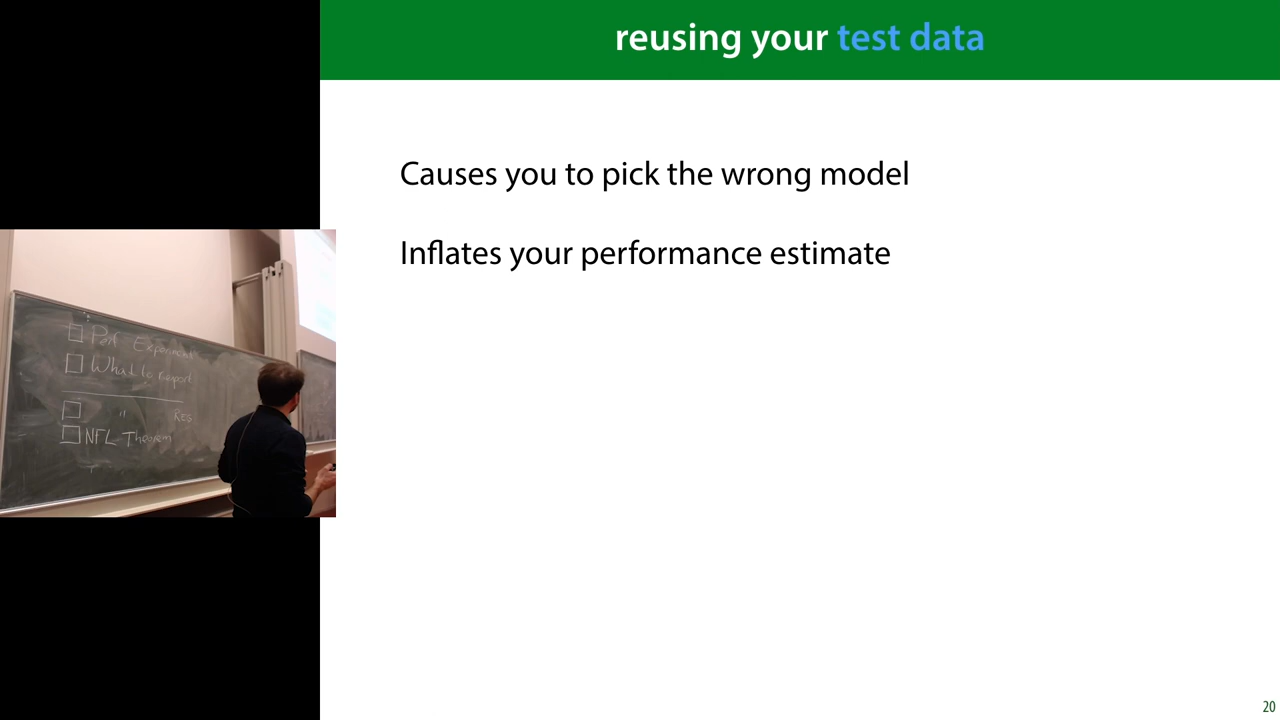 reusing your test data
Causes you to pick the wrong model
Inflates your performance estimate
Perf Experiment
What to report
" Res
NFL Theorem
20